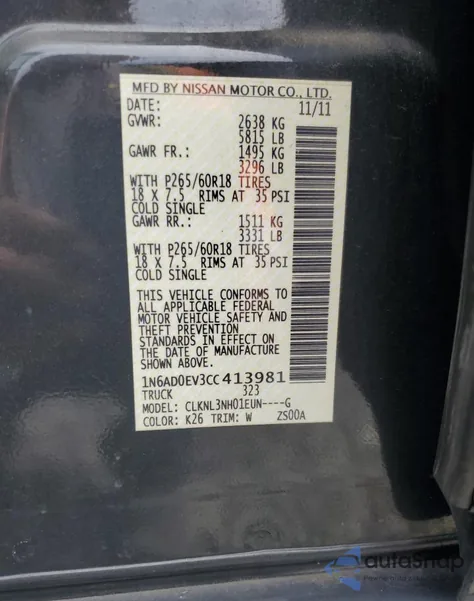 MFD BY NISSAN MOTOR CO., LTD.
DATE: 11/11
GVWR: 2638 KG
5815 LB
GAWR FR.: 1495 KG
3296 LB
WITH P265/60R18 TIRES
18 X 7.5 RIMS AT 35 PSI
COLD SINGLE
GAWR RR.: 1511 KG
3331 LB
WITH P265/60R18 TIRES
18 X 7.5 RIMS AT 35 PSI
COLD SINGLE
THIS VEHICLE CONFORMS TO
ALL APPLICABLE FEDERAL
MOTOR VEHICLE SAFETY AND
THEFT PREVENTION
STANDARDS IN EFFECT ON
THE DATE OF MANUFACTURE
SHOWN ABOVE.
1N6AD0EV3CC413981
TRUCK 323
MODEL: CLKNL3NH01EUN----G
COLOR: K26 TRIM: W ZS00A
autosnap